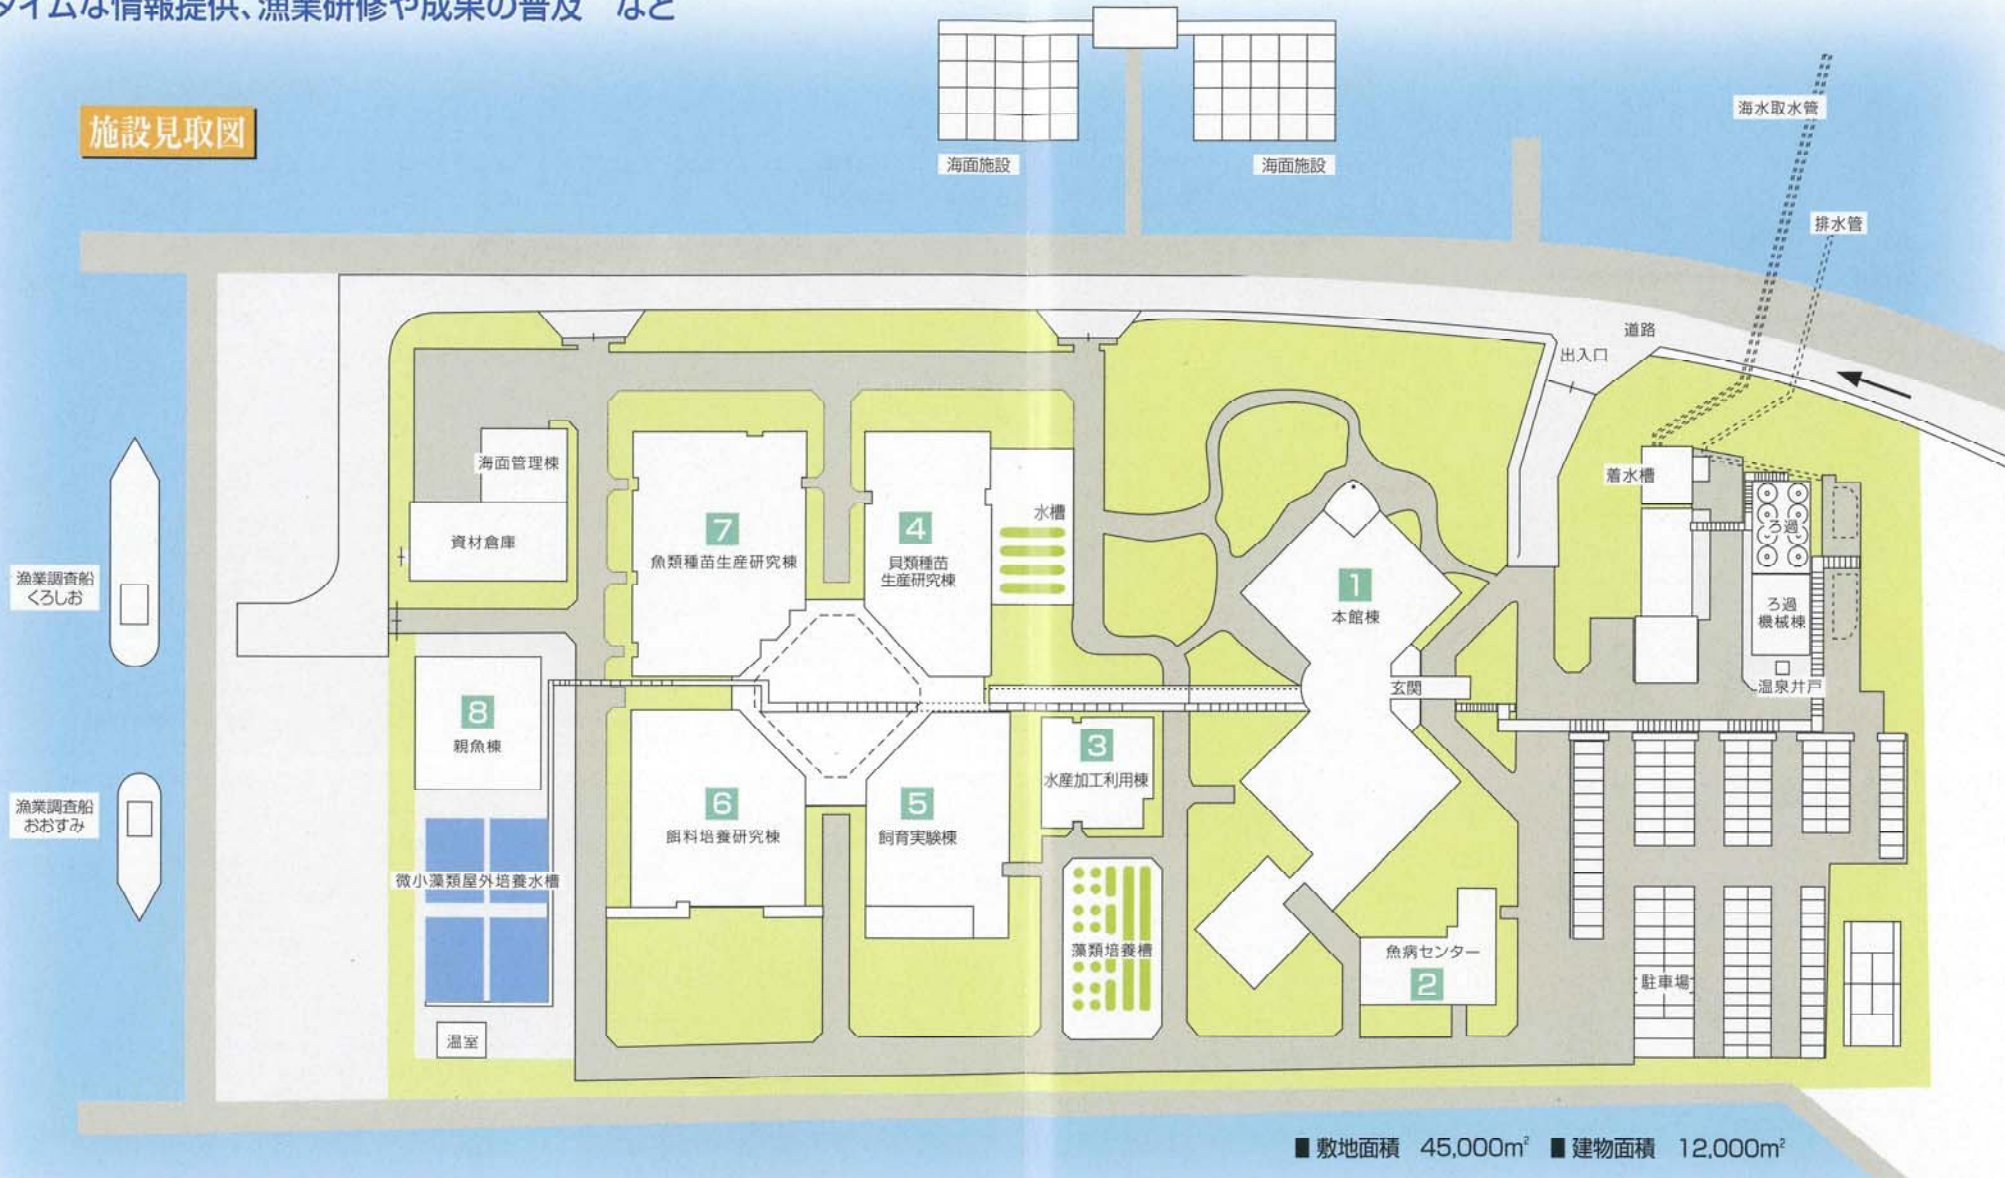 タイムな情報提供、漁業研修や成果の普及 など
施設見取図
海面施設
海面施設
海水取水管
排水管
道路
出入口
着水槽
ろ過
ろ過
機械棟
温泉井戸
海面管理棟
資材倉庫
7
魚類種苗生産研究棟
4
貝類種苗
生産研究棟
水槽
1
本館棟
玄関
漁業調査船
くろしお
漁業調査船
おおすみ
8
親魚棟
3
水産加工利用棟
6
餌料培養研究棟
5
飼育実験棟
微小藻類屋外培養水槽
藻類培養槽
魚病センター
2
駐車場
温室
■敷地面積 45,000m² ■建物面積 12,000m²